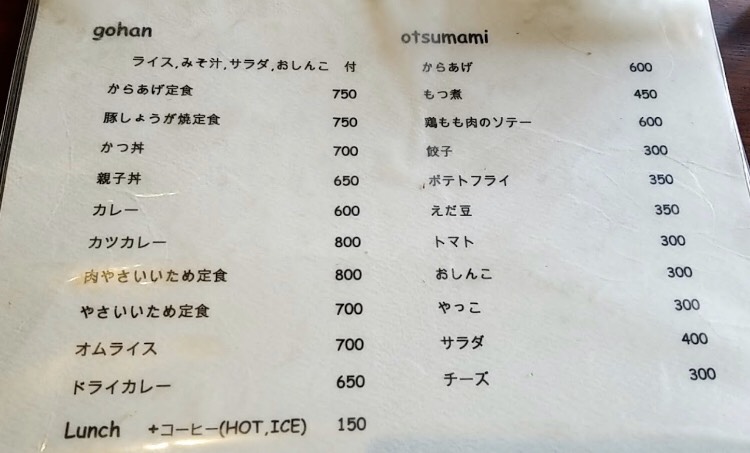 gohan
ライス,みそ汁,サラダ,おしんこ 付
からあげ定食 750
豚しょうが焼定食 750
かつ丼 700
親子丼 650
カレー 600
カツカレー 800
肉やさいいため定食 800
やさいいため定食 700
オムライス 700
ドライカレー 650
Lunch +コーヒー(HOT,ICE) 150
otsumami
からあげ 600
もつ煮 450
鶏もも肉のソテー 600
餃子 300
ポテトフライ 350
えだ豆 350
トマト 300
おしんこ 300
やっこ 300
サラダ 400
チーズ 300